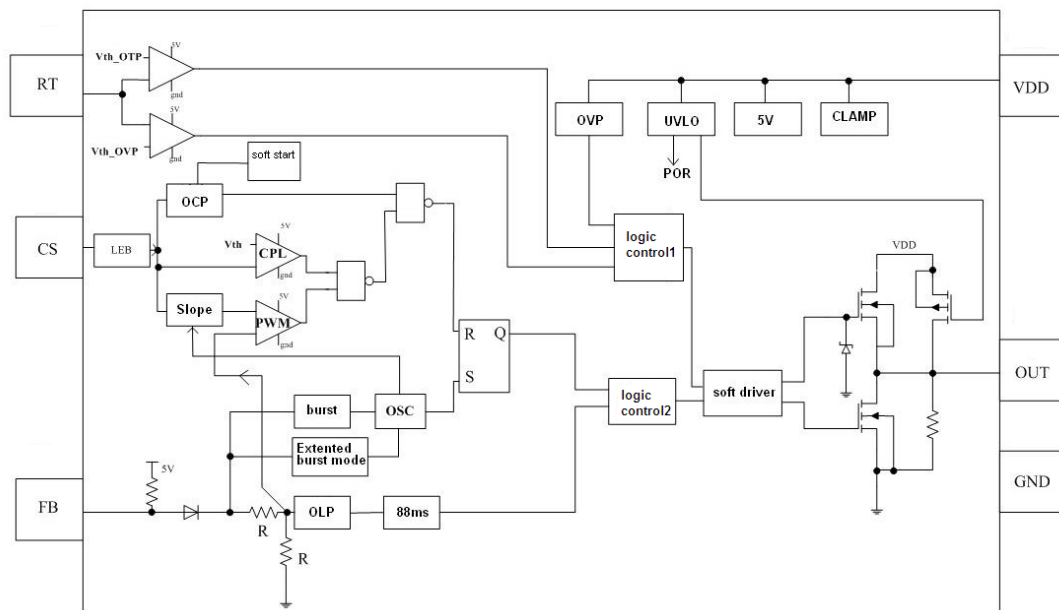 5V
Vth_OTP
RT
gnd
VDD
5V
Vth_OVP
gnd
OVP
UVLO
5V
CLAMP
soft start
POR
OCP
CS
LEB
5V
Vth
CPL
gnd
logic
control1
VDD
Slope
5V
PWM
gnd
R
Q
S
OUT
burst
OSC
logic
control2
soft driver
Extented
burst mode
5V
GND
FB
R
OLP
88ms
R